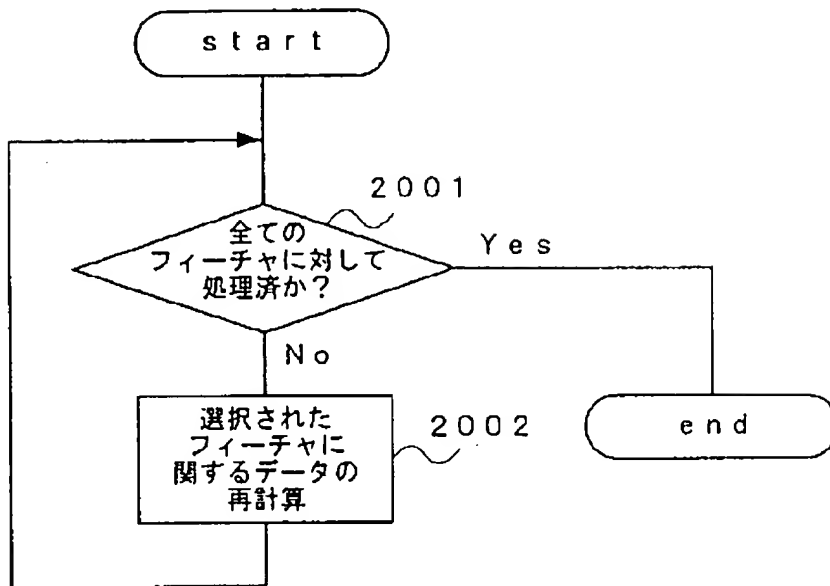 start
2001
全ての
フィーチャに対して
処理済か?
Yes
No
選択された
フィーチャに
関するデータの
再計算
2002
end